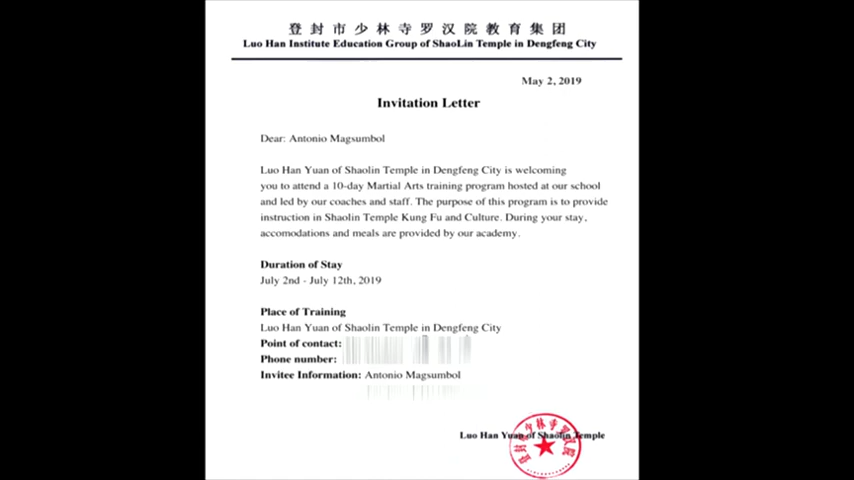 登封市少林寺罗汉院教育集团
Luo Han Institute Education Group of ShaoLin Temple in Dengfeng City
May 2, 2019
Invitation Letter
Dear: Antonio Magsumbol
Luo Han Yuan of Shaolin Temple in Dengfeng City is welcoming
you to attend a 10-day Martial Arts training program hosted at our school
and led by our coaches and staff. The purpose of this program is to provide
instruction in Shaolin Temple Kung Fu and Culture. During your stay,
accomodations and meals are provided by our academy.
Duration of Stay
July 2nd - July 12th, 2019
Place of Training
Luo Han Yuan of Shaolin Temple in Dengfeng City
Point of contact:
Phone number:
Invitee Information: Antonio Magsumbol
Luo Han Yuan of Shaolin Temple